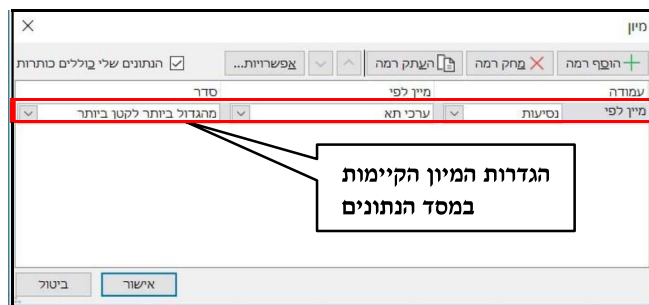 מיון
הוסף רמה מחק רמה העתק רמה אפשרויות... הנתונים שלי כוללים כותרות
עמודה מיין לפי סדר
מיין לפי נסיעות ערכי תא מהגדול ביותר לקטן ביותר
הגדרות המיון הקיימות
במסד הנתונים
אישור ביטול